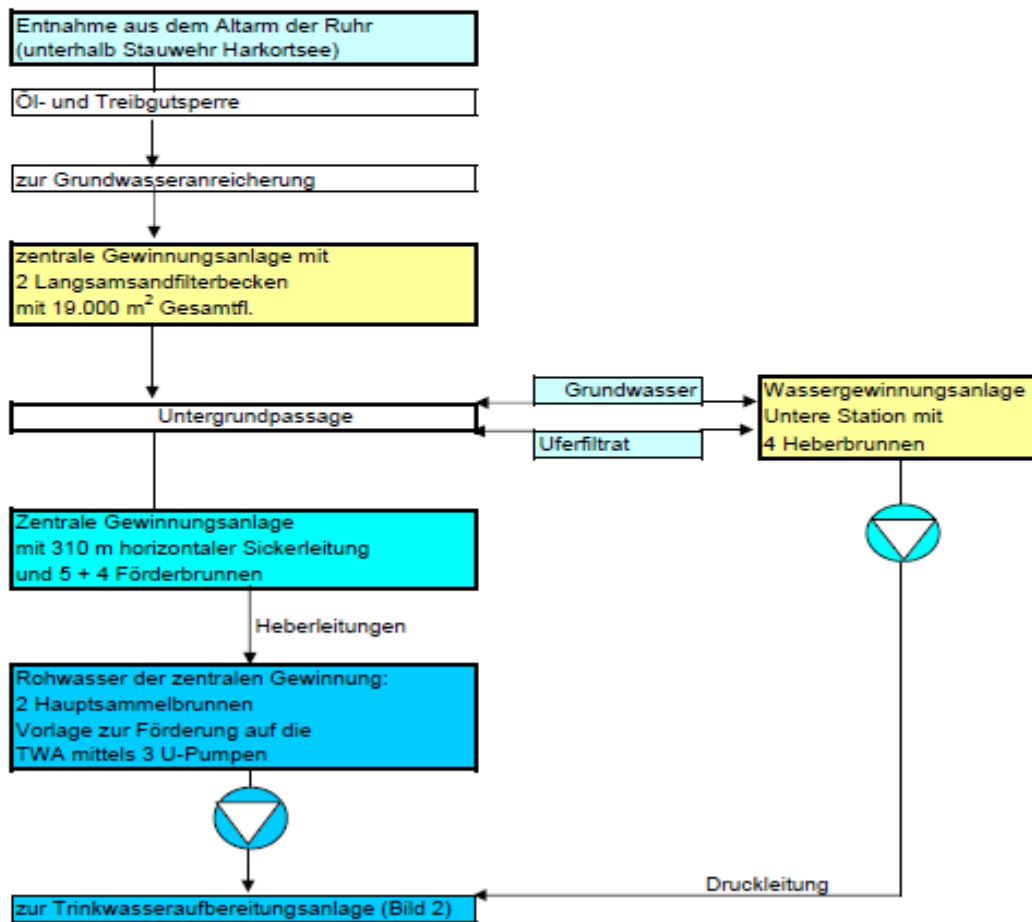 Entnahme aus dem Altarm der Ruhr
(unterhalb Stauwehr Harkortsee)
Öl- und Treibgutsperre
zur Grundwasseranreicherung
zentrale Gewinnungsanlage mit
2 Langsamsandfilterbecken
mit 19.000 m² Gesamtfl.
Untergrundpassage
Grundwasser
Uferfiltrat
Wassergewinnungsanlage
Untere Station mit
4 Heberbrunnen
Zentrale Gewinnungsanlage
mit 310 m horizontaler Sickerleitung
und 5 + 4 Förderbrunnen
Heberleitungen
Rohwasser der zentralen Gewinnung:
2 Hauptsammelbrunnen
Vorlage zur Förderung auf die
TWA mittels 3 U-Pumpen
Druckleitung
zur Trinkwasseraufbereitungsanlage (Bild 2)